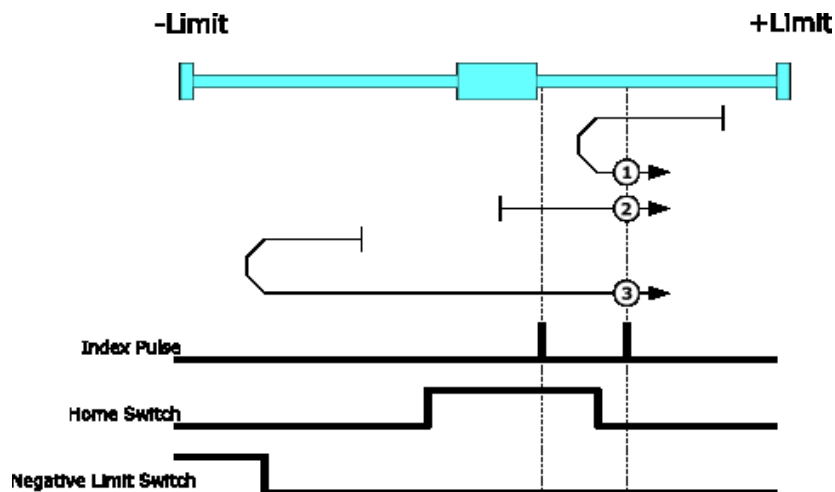 -Limit
+Limit
1
2
3
Index Pulse
Home Switch
Negative Limit Switch